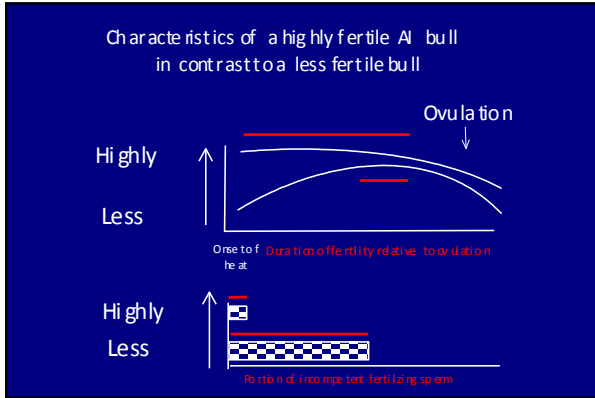 Characteristics of a highly fertile AI bull
in contrast to a less fertile bull
Ovulation
Highly
Less
Onset of
heat
Duration of fertility relative to ovulation
Highly
Less
Portion of incompetent fertilizing sperm